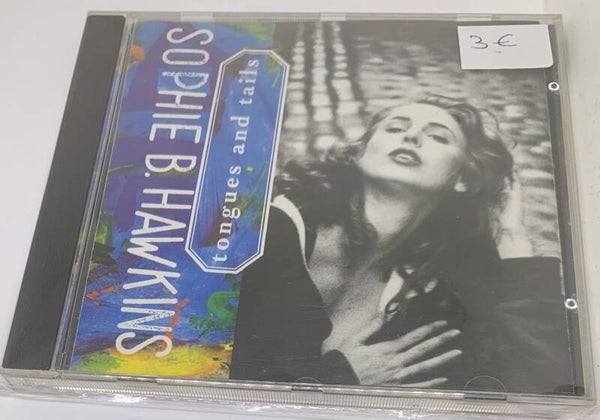 SOPHIE B. HAWKINS
tongues and tails
3 €